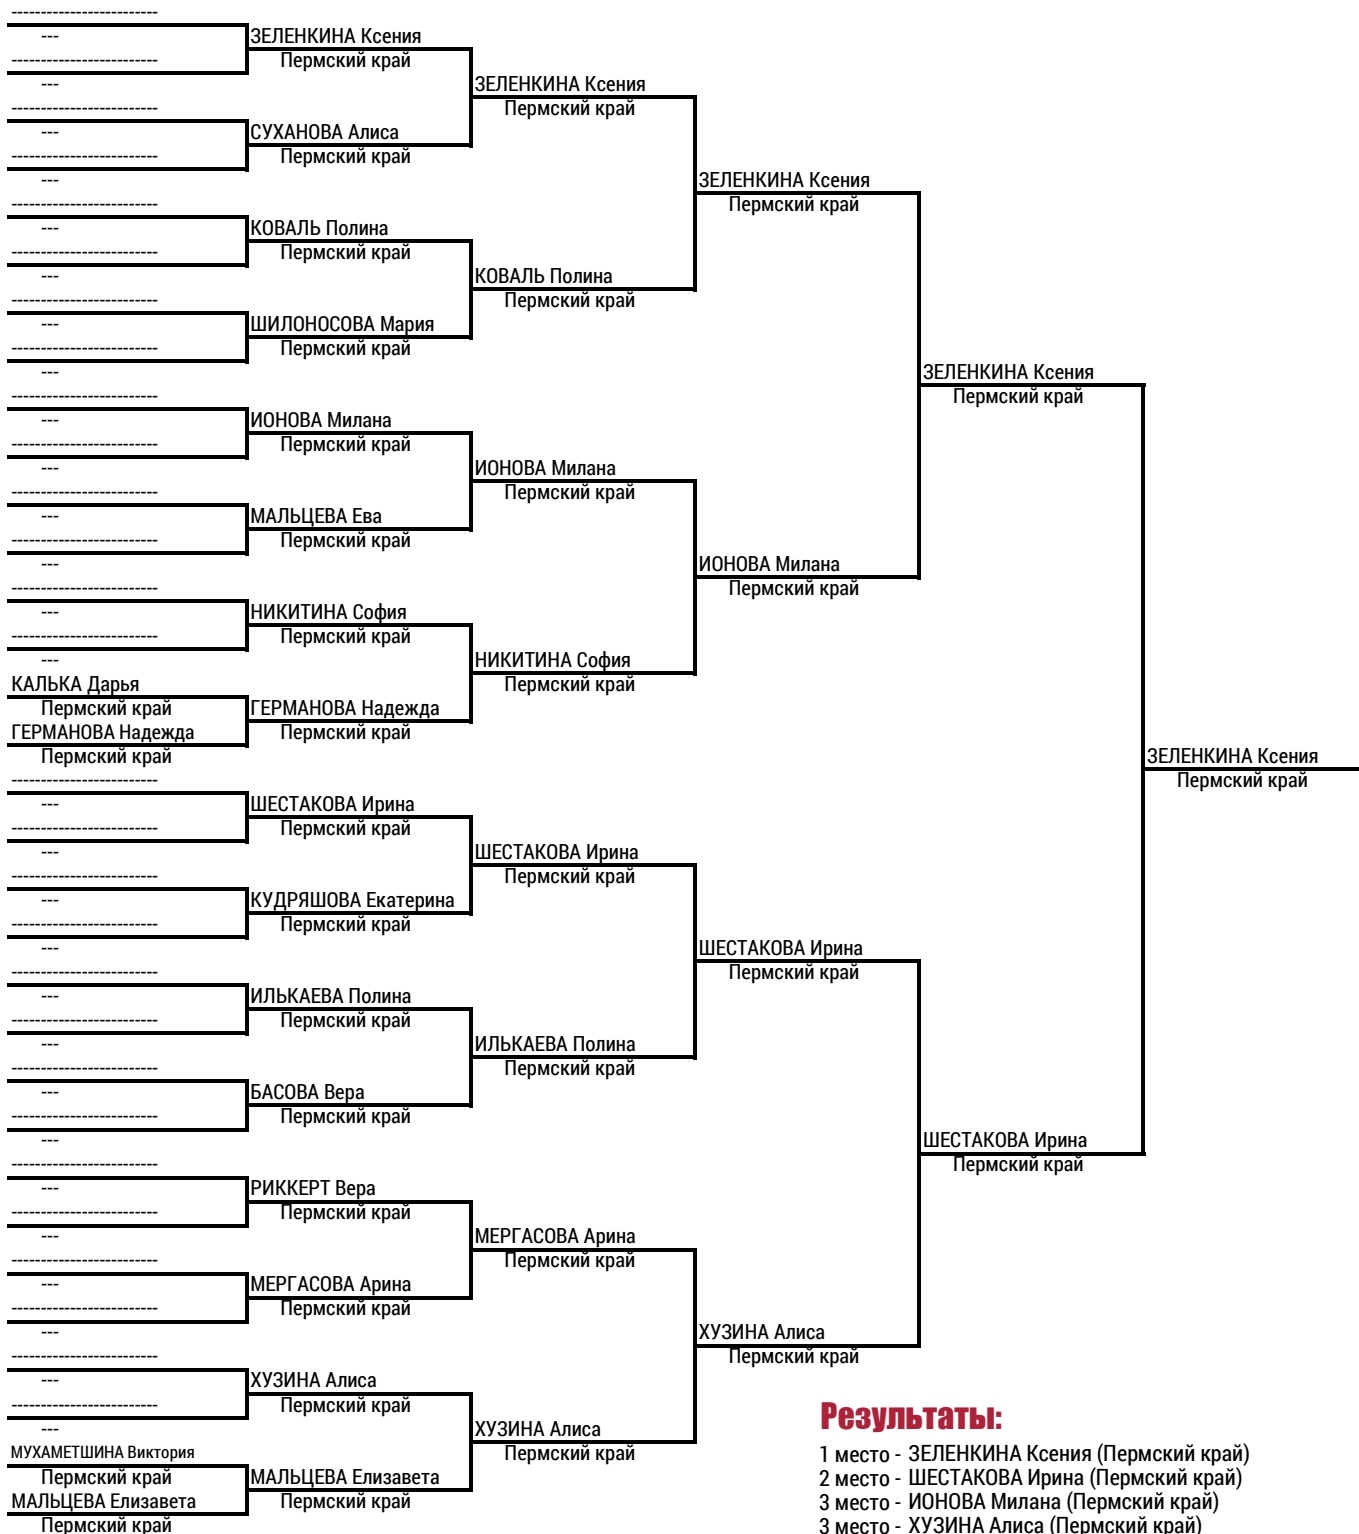 -------------------------
---
-------------------------
---
-------------------------
---
-------------------------
---
-------------------------
---
-------------------------
---
-------------------------
---
-------------------------
---
-------------------------
---
-------------------------
---
-------------------------
---
-------------------------
---
-------------------------
---
-------------------------
---
КАЛЬКА Дарья
Пермский край
ГЕРМАНОВА Надежда
Пермский край
-------------------------
---
-------------------------
---
-------------------------
---
-------------------------
---
-------------------------
---
-------------------------
---
-------------------------
---
-------------------------
---
-------------------------
---
-------------------------
---
-------------------------
---
-------------------------
---
-------------------------
---
-------------------------
---
МУХАМЕТШИНА Виктория
Пермский край
МАЛЬЦЕВА Елизавета
Пермский край
ЗЕЛЕНКИНА Ксения
Пермский край
СУХАНОВА Алиса
Пермский край
КОВАЛЬ Полина
Пермский край
ШИЛОНОСОВА Мария
Пермский край
ИОНОВА Милана
Пермский край
МАЛЬЦЕВА Ева
Пермский край
НИКИТИНА София
Пермский край
ГЕРМАНОВА Надежда
Пермский край
ШЕСТАКОВА Ирина
Пермский край
КУДРЯШОВА Екатерина
Пермский край
ИЛЬКАЕВА Полина
Пермский край
БАСОВА Вера
Пермский край
РИККЕРТ Вера
Пермский край
МЕРГАСОВА Арина
Пермский край
ХУЗИНА Алиса
Пермский край
МАЛЬЦЕВА Елизавета
Пермский край
ЗЕЛЕНКИНА Ксения
Пермский край
КОВАЛЬ Полина
Пермский край
ИОНОВА Милана
Пермский край
НИКИТИНА София
Пермский край
ШЕСТАКОВА Ирина
Пермский край
ИЛЬКАЕВА Полина
Пермский край
МЕРГАСОВА Арина
Пермский край
ХУЗИНА Алиса
Пермский край
ЗЕЛЕНКИНА Ксения
Пермский край
ИОНОВА Милана
Пермский край
ШЕСТАКОВА Ирина
Пермский край
ХУЗИНА Алиса
Пермский край
ЗЕЛЕНКИНА Ксения
Пермский край
ШЕСТАКОВА Ирина
Пермский край
ЗЕЛЕНКИНА Ксения
Пермский край
Результаты:
1 место - ЗЕЛЕНКИНА Ксения (Пермский край)
2 место - ШЕСТАКОВА Ирина (Пермский край)
3 место - ИОНОВА Милана (Пермский край)
3 место - ХУЗИНА Алиса (Пермский край)